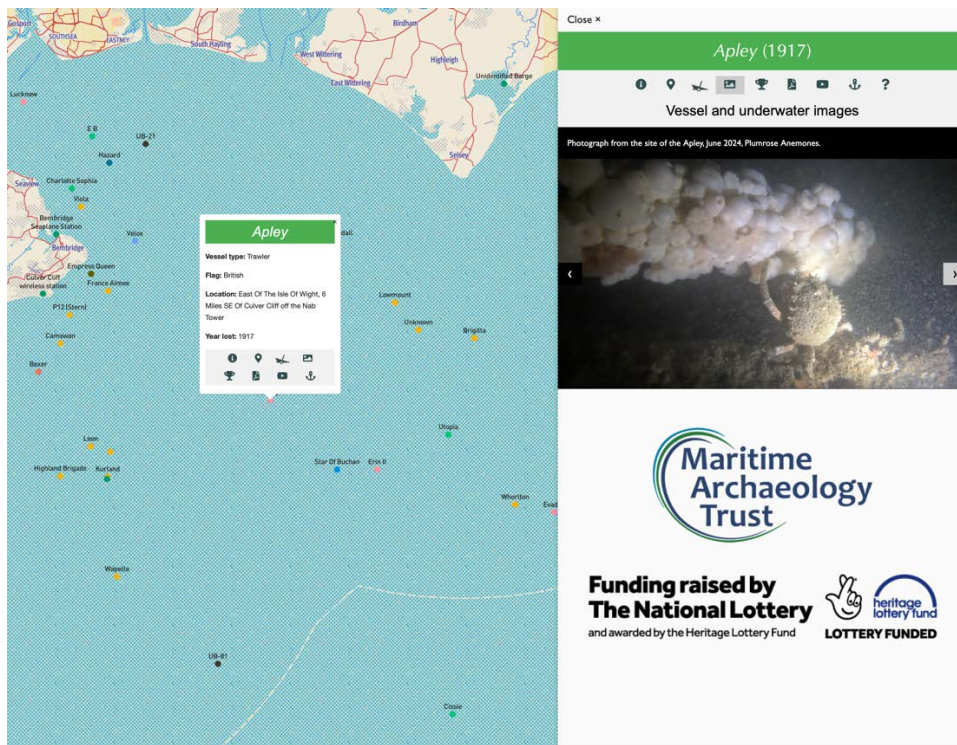 Gosport
SOUTHSEA
EASTNEY
South Hayling
Birdham
West Wittering
Highleigh
East Wittering
Unidentified Barge
Lucknow
E B
UB-21
Hazard
Selsey
Seaview
Charlotte Sophia
Viola
Bembridge
Seaplane Station
Velox
Bembridge
Empress Queen
Culver Cliff
wireless station
France Aimee
P12 (Stern)
Camswan
Boxer
Apley
Vessel type: Trawler
Flag: British
Location: East Of The Isle Of Wight, 6
Miles SE Of Culver Cliff off the Nab
Tower
Year lost: 1917
Lowmount
Unknown
Brigitta
Leon
Utopia
Highland Brigade
Kurland
Star Of Buchan
Erin II
Whorlton
Wapello
UB-81
Cissie
Close ×
Apley (1917)
?
Vessel and underwater images
Photograph from the site of the Apley, June 2024, Plumrose Anemones.
Maritime
Archaeology
Trust
Funding raised by
The National Lottery
and awarded by the Heritage Lottery Fund
heritage
lottery fund
LOTTERY FUNDED